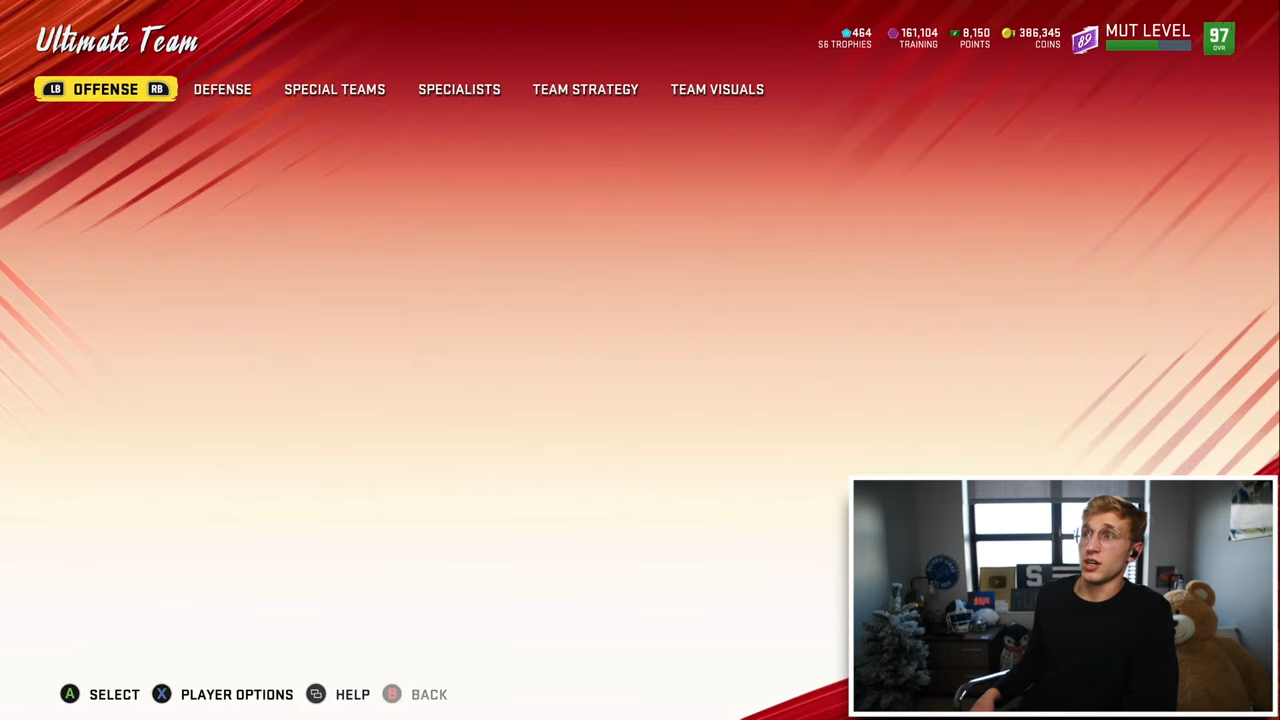 Ultimate Team
464
S6 TROPHIES
161,104
TRAINING
8,150
POINTS
386,345
COINS
89
MUT LEVEL
97
OVR
LB OFFENSE RB
DEFENSE
SPECIAL TEAMS
SPECIALISTS
TEAM STRATEGY
TEAM VISUALS
S
A SELECT
X PLAYER OPTIONS
HELP
B BACK